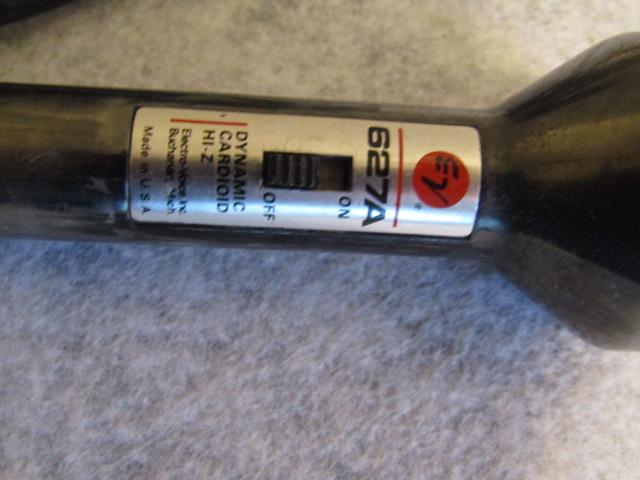 EV
®
627A
ON
OFF
DYNAMIC
CARDIOID
HI-Z
Electro-Voice Inc.
Buchanan, Mich.
Made in U.S.A.